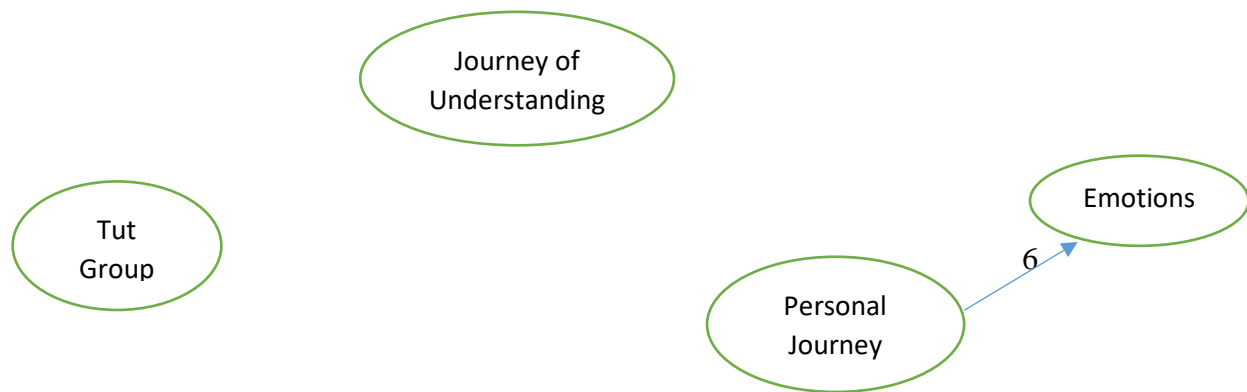 Journey of
Understanding
Emotions
Tut
Group
6
Personal
Journey